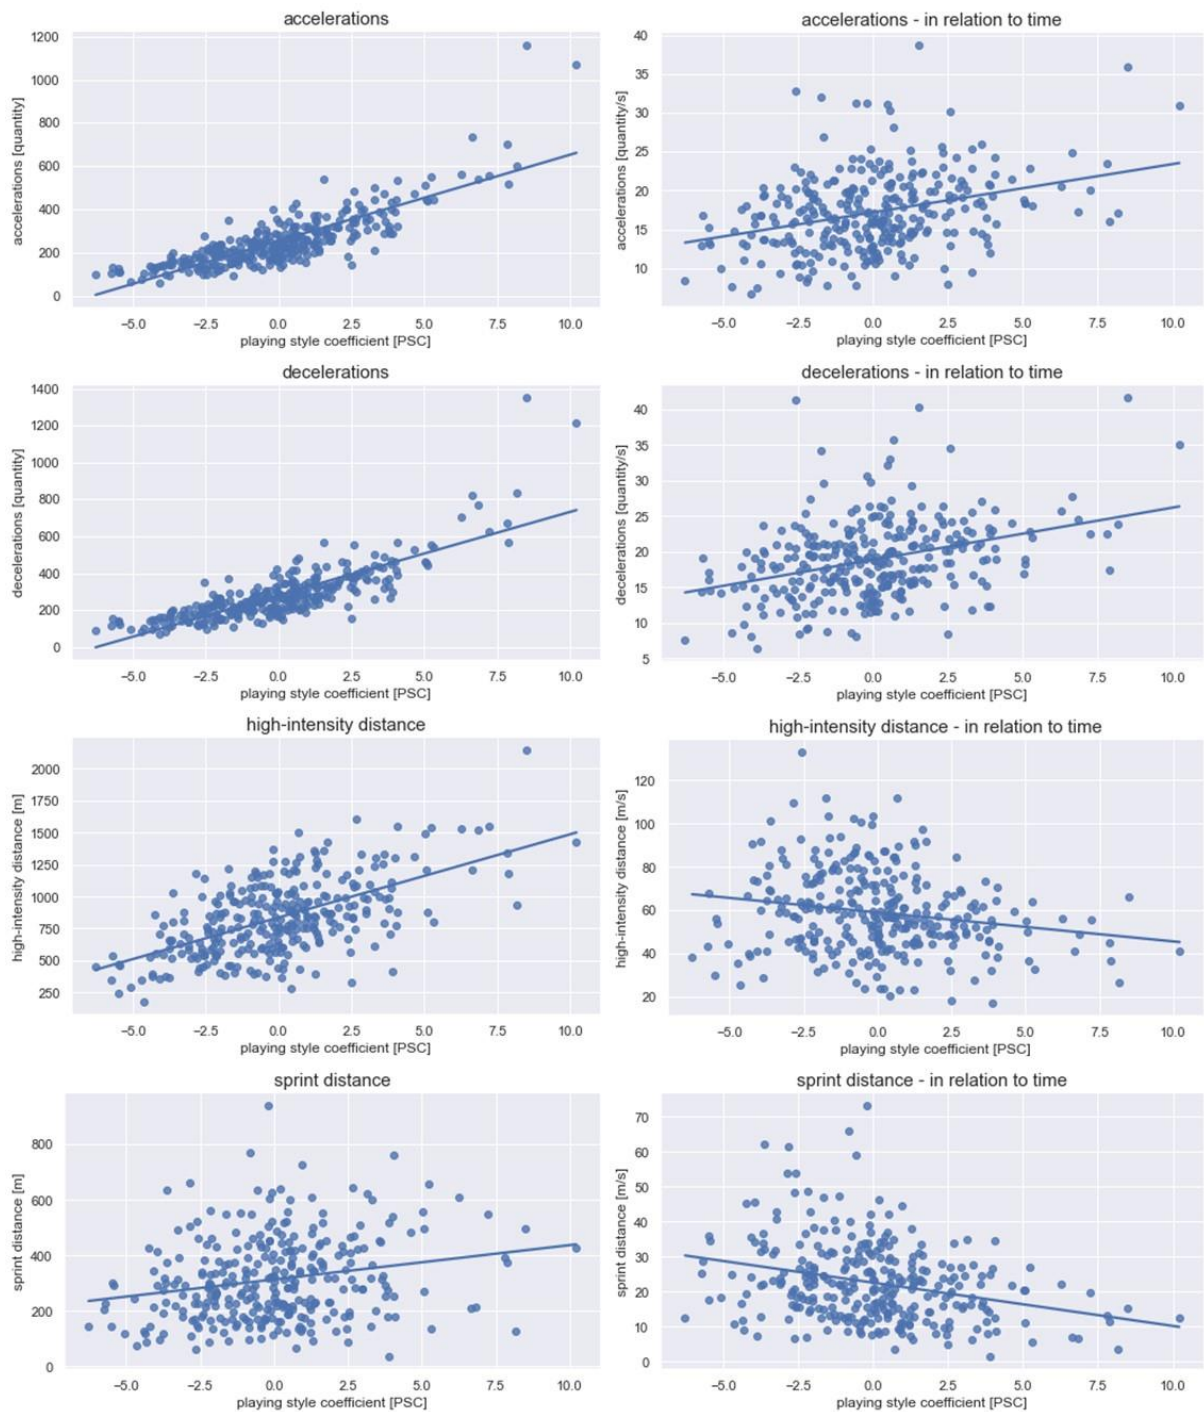 accelerations
accelerations [quantity]
1200
1000
800
600
400
200
0
−5.0 −2.5 0.0 2.5 5.0 7.5 10.0
playing style coefficient [PSC]
accelerations - in relation to time
accelerations [quantity/s]
40
35
30
25
20
15
10
−5.0 −2.5 0.0 2.5 5.0 7.5 10.0
playing style coefficient [PSC]
decelerations
decelerations [quantity]
1400
1200
1000
800
600
400
200
0
−5.0 −2.5 0.0 2.5 5.0 7.5 10.0
playing style coefficient [PSC]
decelerations - in relation to time
decelerations [quantity/s]
40
35
30
25
20
15
10
5
−5.0 −2.5 0.0 2.5 5.0 7.5 10.0
playing style coefficient [PSC]
high-intensity distance
high-intensity distance [m]
2000
1750
1500
1250
1000
750
500
250
−5.0 −2.5 0.0 2.5 5.0 7.5 10.0
playing style coefficient [PSC]
high-intensity distance - in relation to time
high-intensity distance [m/s]
120
100
80
60
40
20
−5.0 −2.5 0.0 2.5 5.0 7.5 10.0
playing style coefficient [PSC]
sprint distance
sprint distance [m]
800
600
400
200
0
−5.0 −2.5 0.0 2.5 5.0 7.5 10.0
playing style coefficient [PSC]
sprint distance - in relation to time
sprint distance [m/s]
70
60
50
40
30
20
10
0
−5.0 −2.5 0.0 2.5 5.0 7.5 10.0
playing style coefficient [PSC]